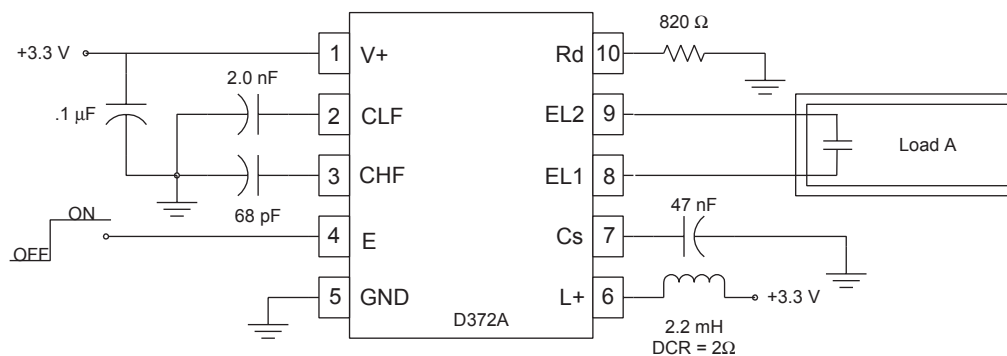 820 Ω
+3.3 V
1
V+
Rd
10
2.0 nF
.1 μF
2
CLF
EL2
9
Load A
3
CHF
EL1
8
68 pF
47 nF
ON
OFF
4
E
Cs
7
5
GND
L+
6
+3.3 V
D372A
2.2 mH
DCR = 2Ω